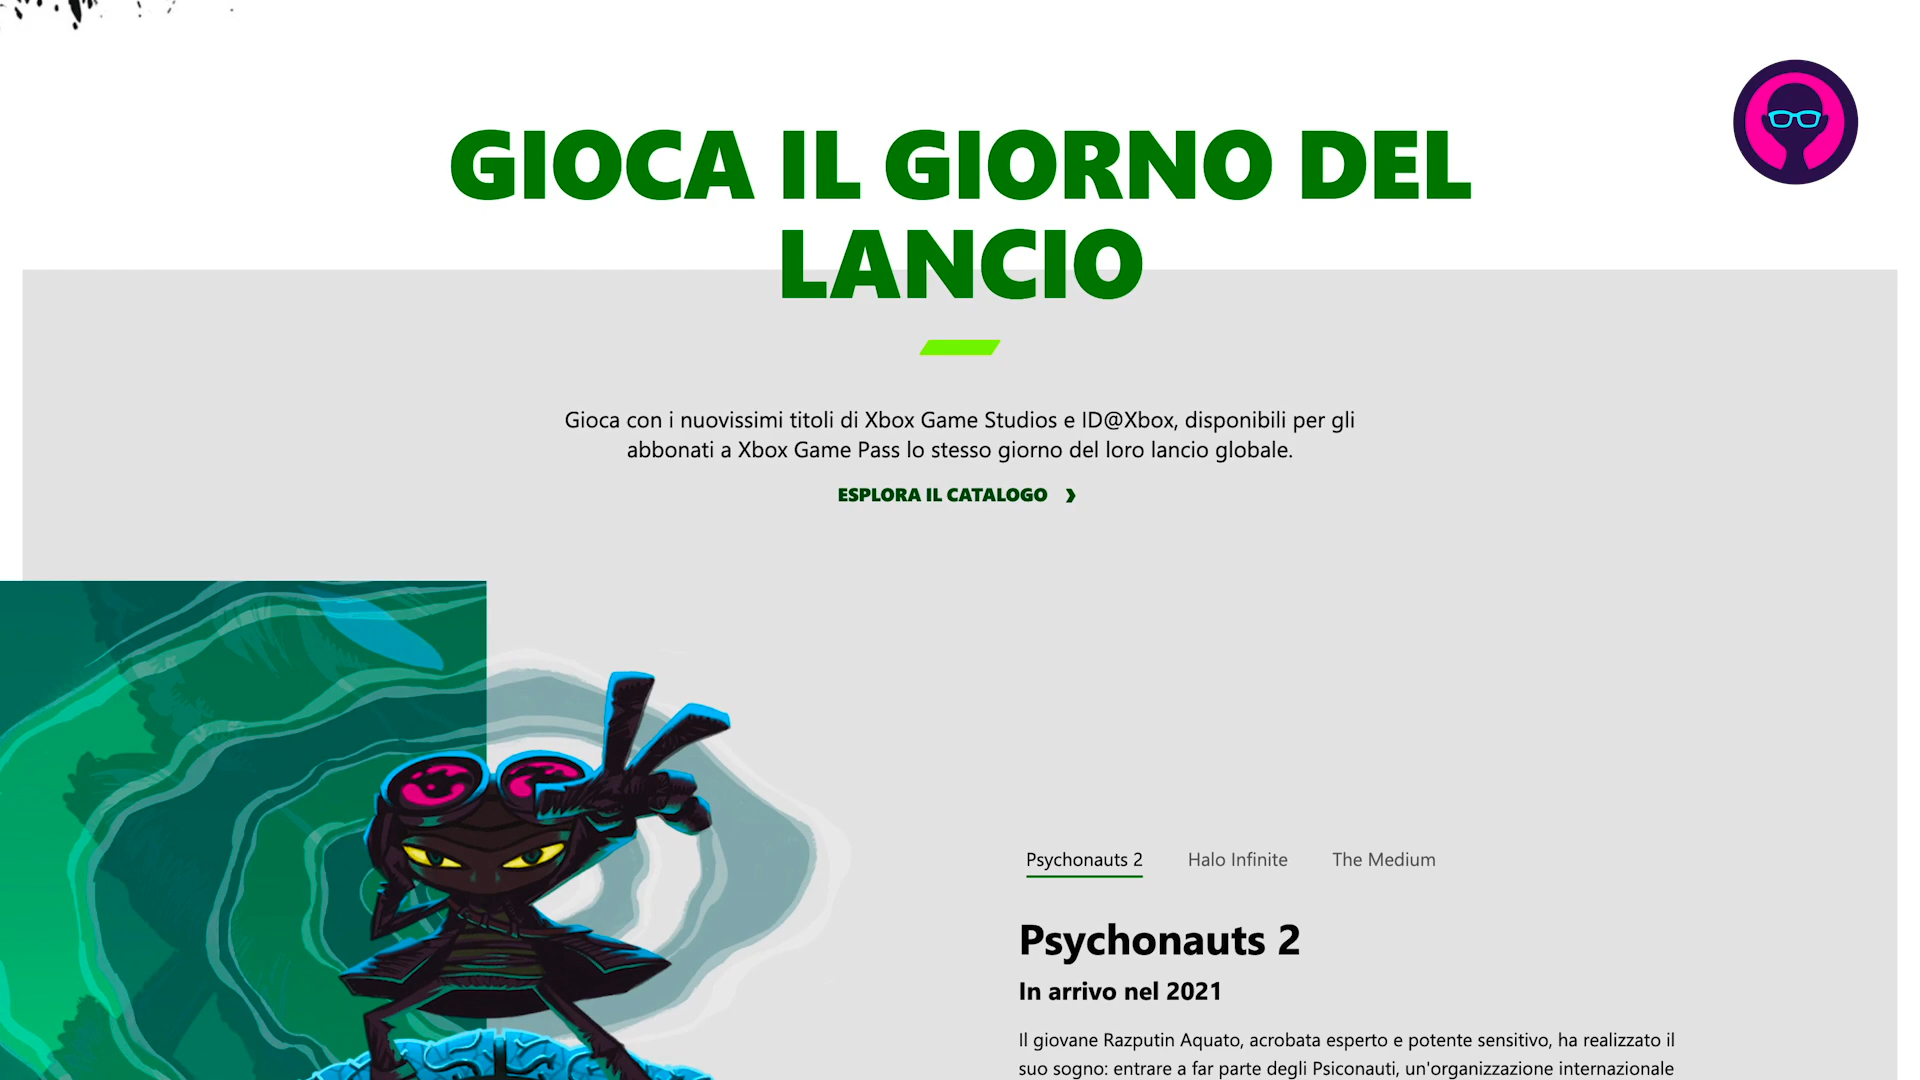 GIOCA IL GIORNO DEL
LANCIO
Gioca con i nuovissimi titoli di Xbox Game Studios e ID@Xbox, disponibili per gli
abbonati a Xbox Game Pass lo stesso giorno del loro lancio globale.
ESPLORA IL CATALOGO ❯
Psychonauts 2 Halo Infinite The Medium
Psychonauts 2
In arrivo nel 2021
Il giovane Razputin Aquato, acrobata esperto e potente sensitivo, ha realizzato il
suo sogno: entrare a far parte degli Psiconauti, un'organizzazione internazionale